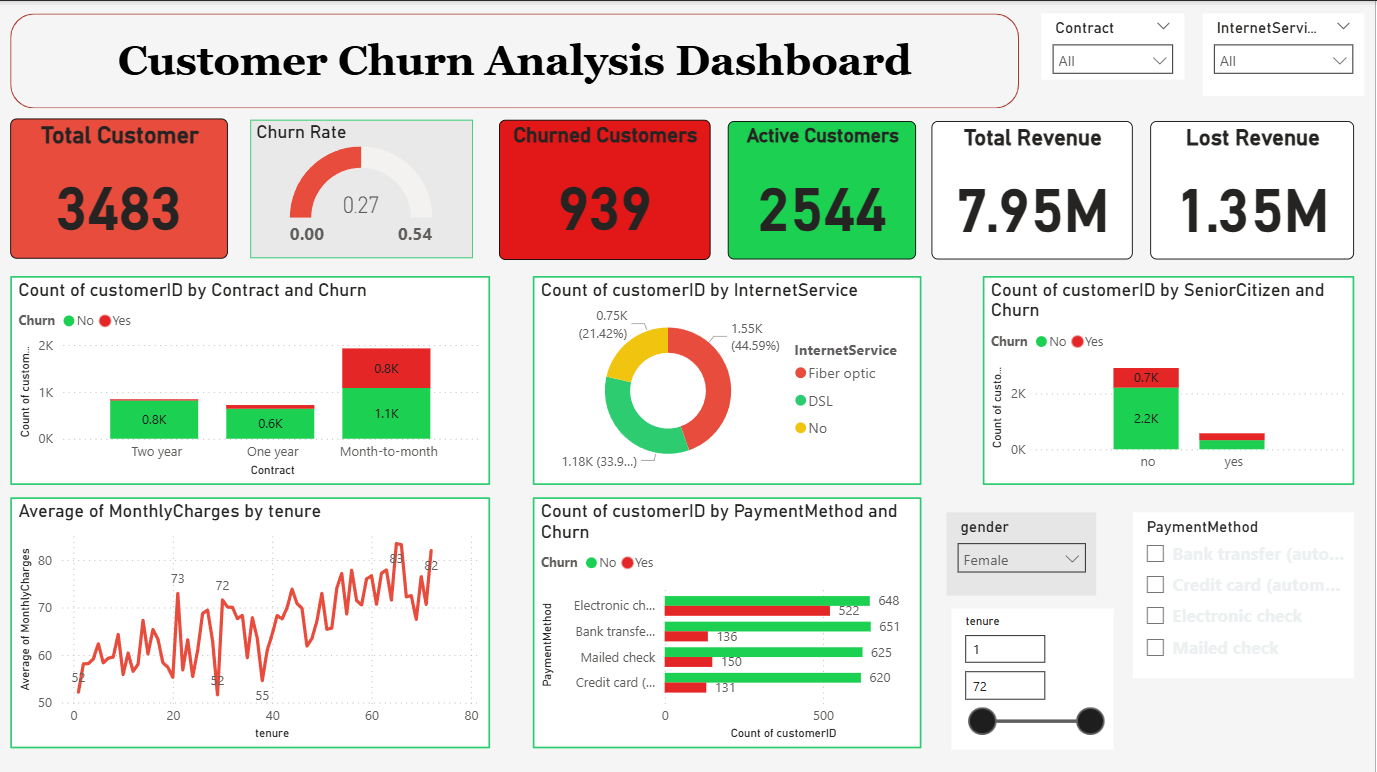 Customer Churn Analysis Dashboard
Contract
All
InternetServi...
All
Total Customer
3483
Churn Rate
0.27
0.00
0.54
Churned Customers
939
Active Customers
2544
Total Revenue
7.95M
Lost Revenue
1.35M
Count of customerID by Contract and Churn
Churn No Yes
Count of custom...
2K
1K
0K
0.8K
0.6K
0.8K
1.1K
Two year
One year
Month-to-month
Contract
Count of customerID by InternetService
0.75K
(21.42%)
1.55K
(44.59%)
1.18K (33.9...)
InternetService
Fiber optic
DSL
No
Count of customerID by SeniorCitizen and
Churn
Churn No Yes
Count of custo...
2K
0K
0.7K
2.2K
no
yes
Average of MonthlyCharges by tenure
Average of MonthlyCharges
80
70
60
50
52
73
52
72
55
83
82
0
20
40
60
80
tenure
Count of customerID by PaymentMethod and
Churn
Churn No Yes
PaymentMethod
Electronic ch...
648
522
Bank transfe...
651
136
Mailed check
625
150
Credit card (...
620
131
0
500
Count of customerID
gender
Female
tenure
1
72
PaymentMethod
Bank transfer (auto...
Credit card (autom...
Electronic check
Mailed check